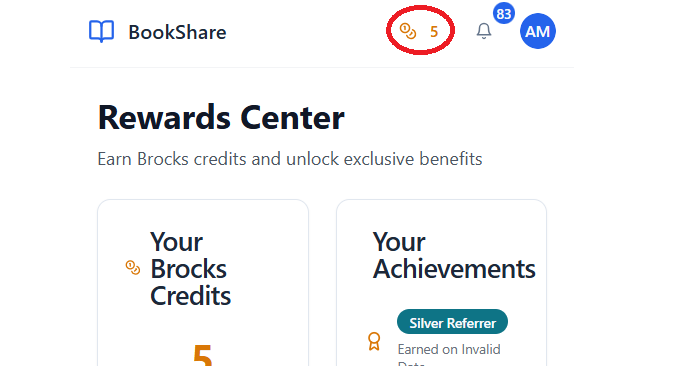 BookShare
5
83
AM
Rewards Center
Earn Brocks credits and unlock exclusive benefits
Your
Brocks
Credits
5
Your
Achievements
Silver Referrer
Earned on Invalid